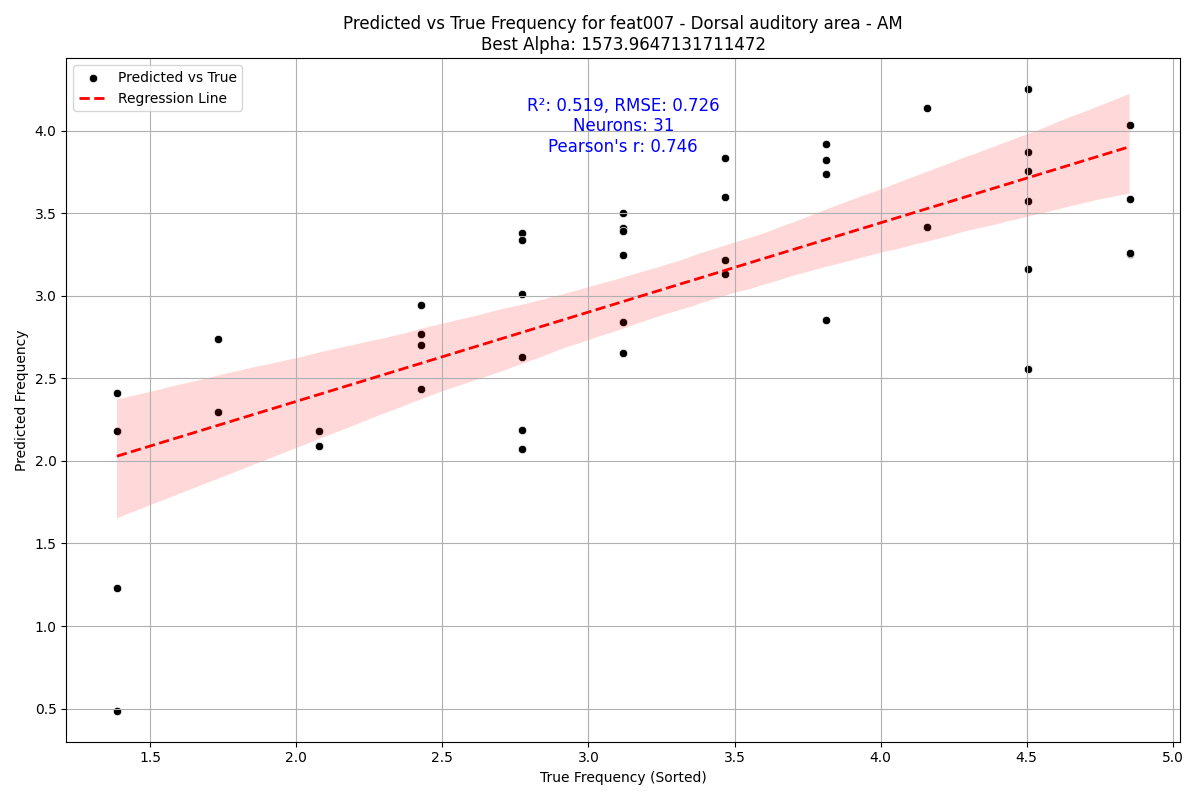 Predicted vs True Frequency for feat007 - Dorsal auditory area - AM
Best Alpha: 1573.9647131711472
Predicted vs True
Regression Line
R²: 0.519, RMSE: 0.726
Neurons: 31
Pearson's r: 0.746
Predicted Frequency
4.0
3.5
3.0
2.5
2.0
1.5
1.0
0.5
1.5
2.0
2.5
3.0
3.5
4.0
4.5
5.0
True Frequency (Sorted)